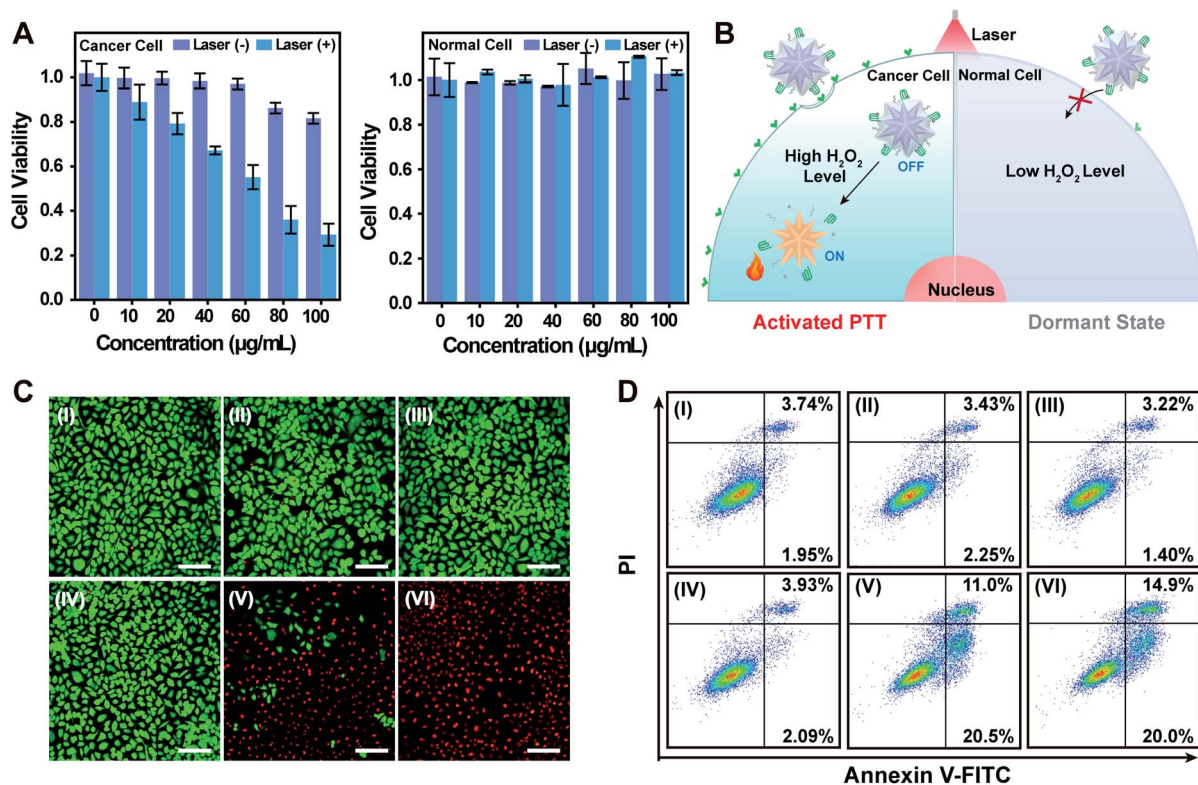 A
Cancer Cell Laser (-) Laser (+)
Cell Viability
1.0
0.8
0.6
0.4
0.2
0.0
0 10 20 40 60 80 100
Concentration (µg/mL)
Normal Cell Laser (-) Laser (+)
Cell Viability
1.0
0.8
0.6
0.4
0.2
0.0
0 10 20 40 60 80 100
Concentration (µg/mL)
B
Laser
Cancer Cell
Normal Cell
High H₂O₂
Level
OFF
ON
Low H₂O₂ Level
Nucleus
Activated PTT
Dormant State
C
(I)
(II)
(III)
(IV)
(V)
(VI)
D
(I) 3.74%
1.95%
(II) 3.43%
2.25%
(III) 3.22%
1.40%
(IV) 3.93%
2.09%
(V) 11.0%
20.5%
(VI) 14.9%
20.0%
PI
Annexin V-FITC